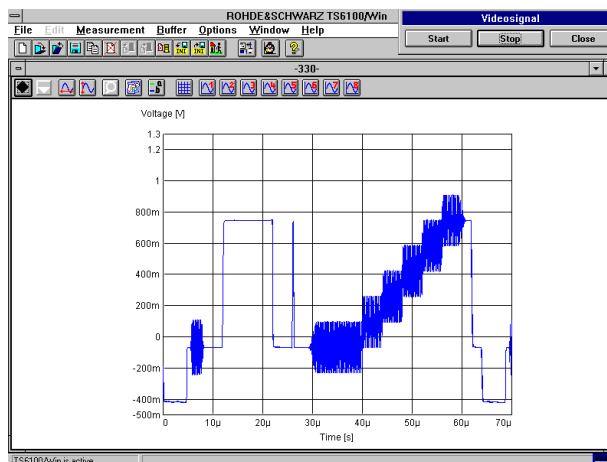 ROHDE&SCHWARZ TS6100/Win
File Edit Measurement Buffer Options Window Help
Videosignal
Start Stop Close
-330-
Voltage [V]
1.3
1.2
1
800m
600m
400m
200m
0
-200m
-400m
-500m
0 10µ 20µ 30µ 40µ 50µ 60µ 70µ
Time [s]
TS6100/Win is active